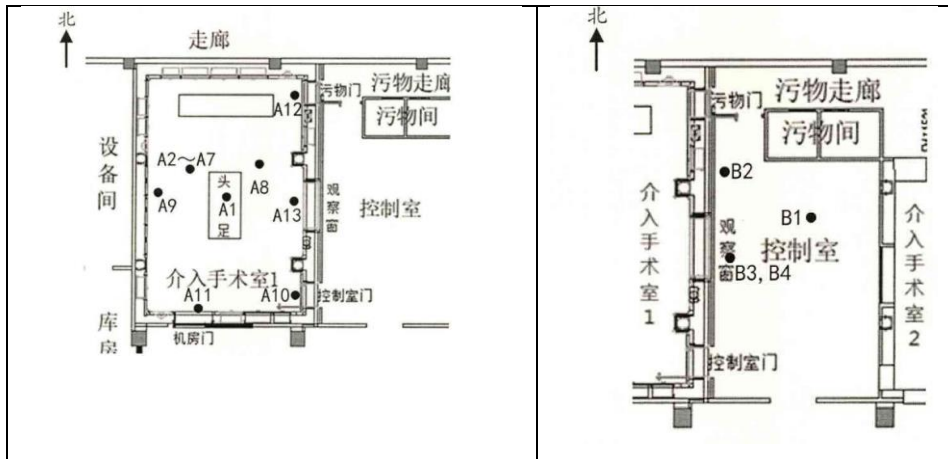 北
走廊
污物走廊
污物门
A12
污物间
设备间
A2～A7
A8
头
A1
足
A9
A13
观察窗
控制室
介入手术室1
A11
A10
控制室门
库房
机房门
北
污物走廊
污物门
污物间
B2
介入手术室1
B1
观察窗
控制室
B3, B4
介入手术室2
控制室门